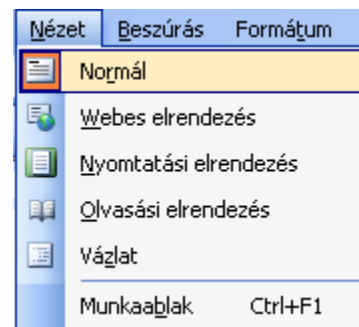 Nézet Beszúrás Formátum
Normál
Webes elrendezés
Nyomtatási elrendezés
Olvasási elrendezés
Vázlat
Munkaablak Ctrl+F1